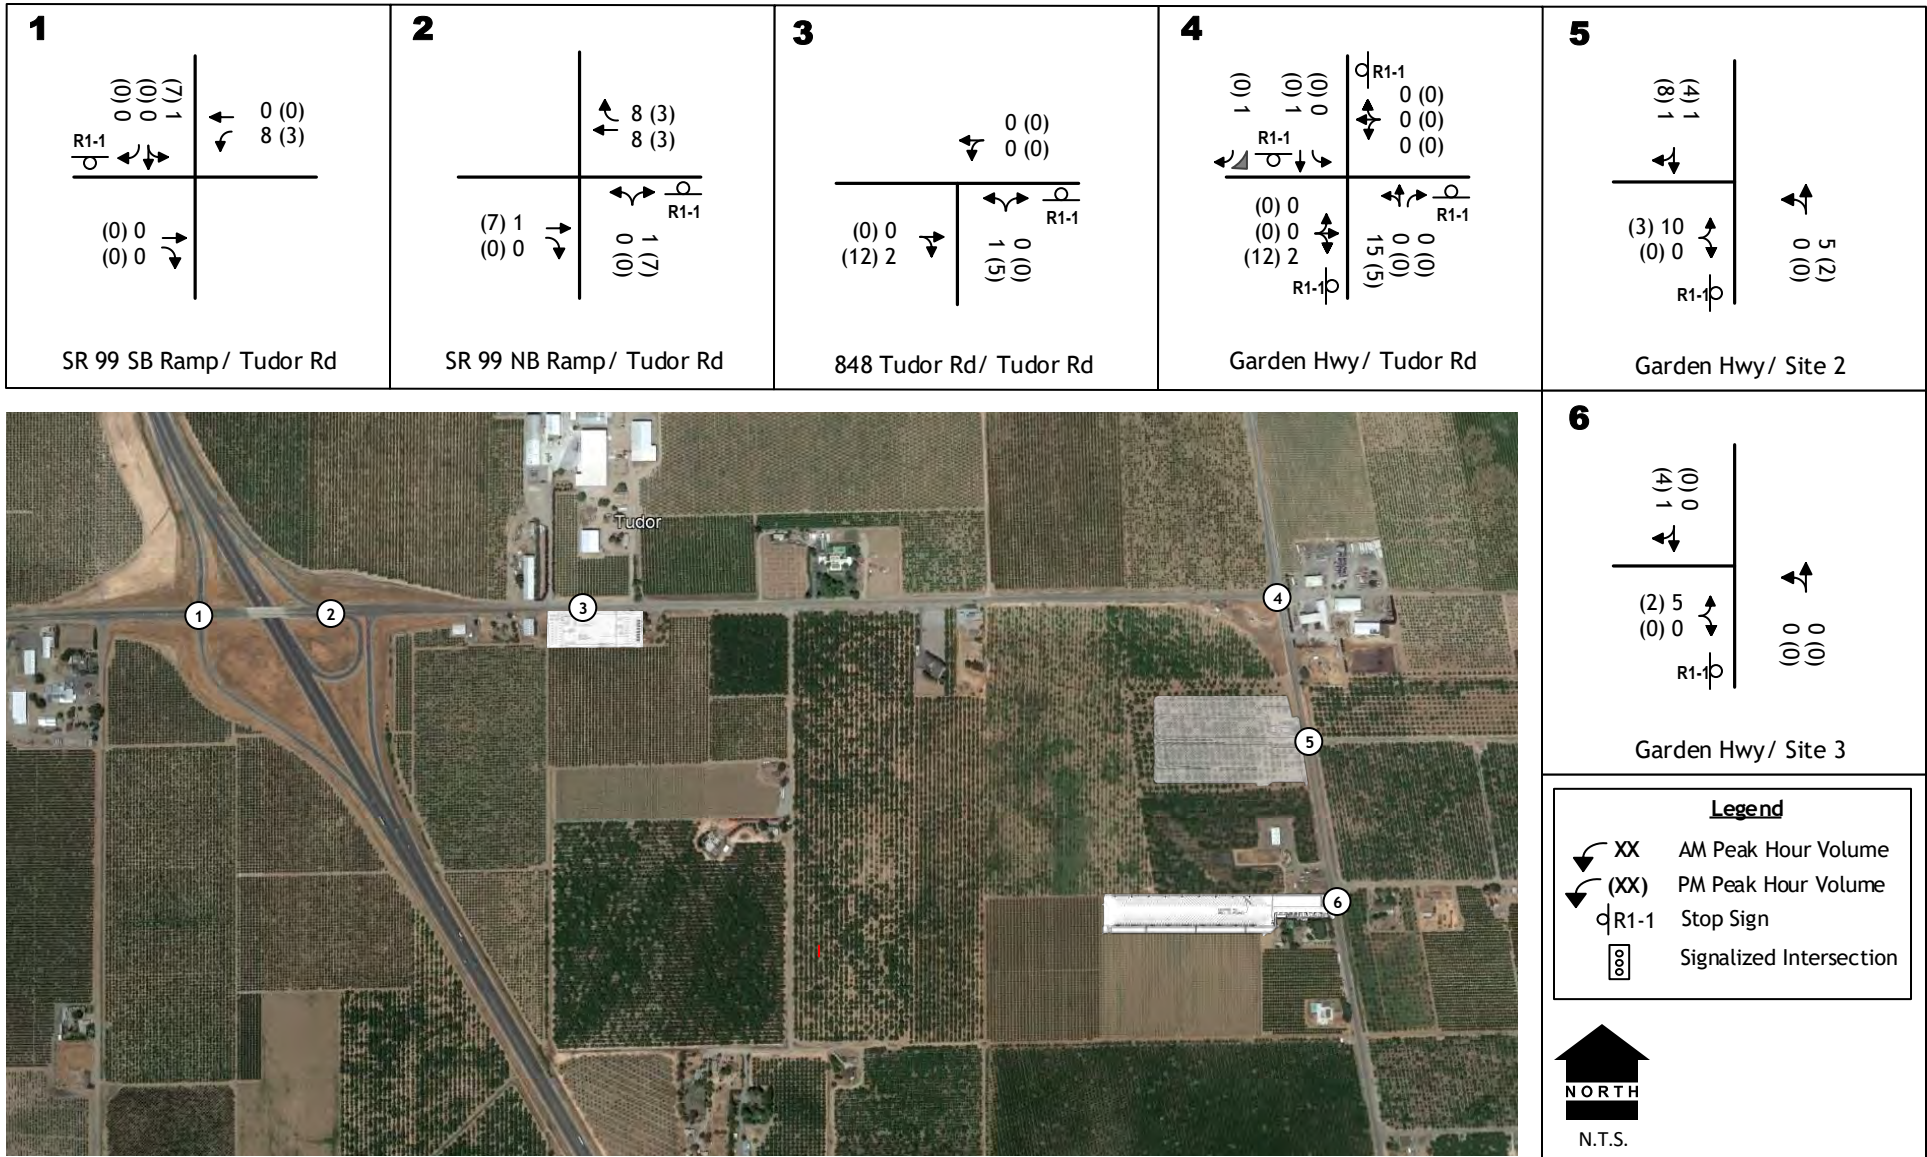 1
(0) 0
(0) 0
(7) 1
0 (0)
8 (3)
R1-1
(0) 0
(0) 0
SR 99 SB Ramp/ Tudor Rd
2
8 (3)
8 (3)
R1-1
(7) 1
(0) 0
0 (0)
1 (7)
SR 99 NB Ramp/ Tudor Rd
3
0 (0)
0 (0)
R1-1
(0) 0
(12) 2
1 (5)
0 (0)
848 Tudor Rd/ Tudor Rd
4
(0) 1
(0) 1
(0) 0
R1-1
0 (0)
0 (0)
0 (0)
R1-1
(0) 0
(0) 0
(12) 2
R1-1
15 (5)
0 (0)
0 (0)
R1-1
Garden Hwy/ Tudor Rd
5
(8) 1
(4) 1
(3) 10
(0) 0
R1-1
0 (0)
5 (2)
Garden Hwy/ Site 2
6
(4) 1
(0) 0
(2) 5
(0) 0
R1-1
0 (0)
0 (0)
Garden Hwy/ Site 3
Tudor
1
2
3
4
5
6
Legend
XX AM Peak Hour Volume
(XX) PM Peak Hour Volume
R1-1 Stop Sign
Signalized Intersection
NORTH
N.T.S.